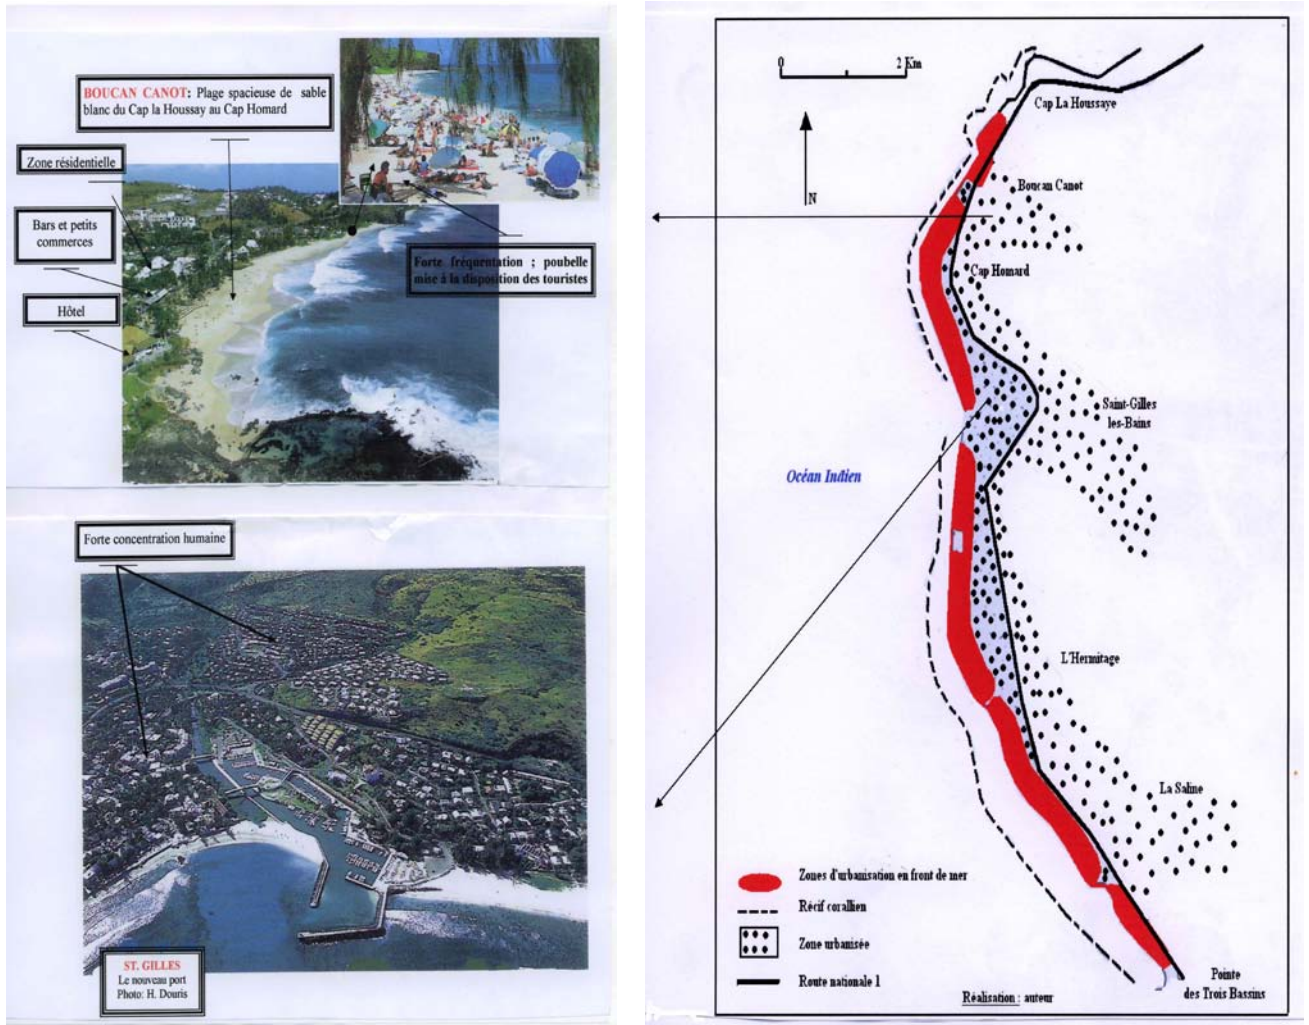 BOUCAN CANOT: Plage spacieuse de sable
blanc du Cap la Houssay au Cap Homard
Zone résidentielle
Bars et petits
commerces
Hôtel
Forte fréquentation ; poubelle
mise à la disposition des touristes
Forte concentration humaine
ST. GILLES
Le nouveau port
Photo: H. Douris
0 2 Km
N
Cap La Houssaye
Boucan Canot
Cap Homard
Saint-Gilles
les-Bains
Océan Indien
L'Hermitage
La Saline
Zones d'urbanisation en front de mer
Récif corallien
Zone urbanisée
Route nationale 1
Pointe
des Trois Bassins
Réalisation : auteur